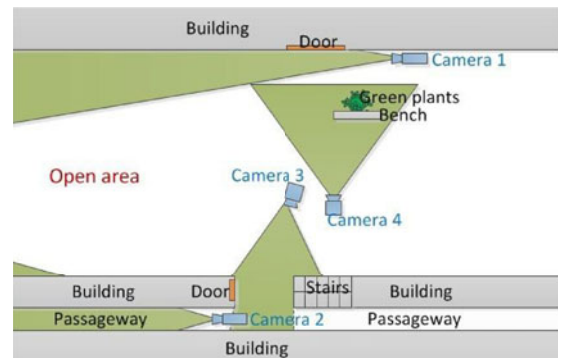 Building
Door
Camera 1
Green plants
Bench
Open area
Camera 3
Camera 4
Building
Door
Stairs
Building
Passageway
Camera 2
Passageway
Building